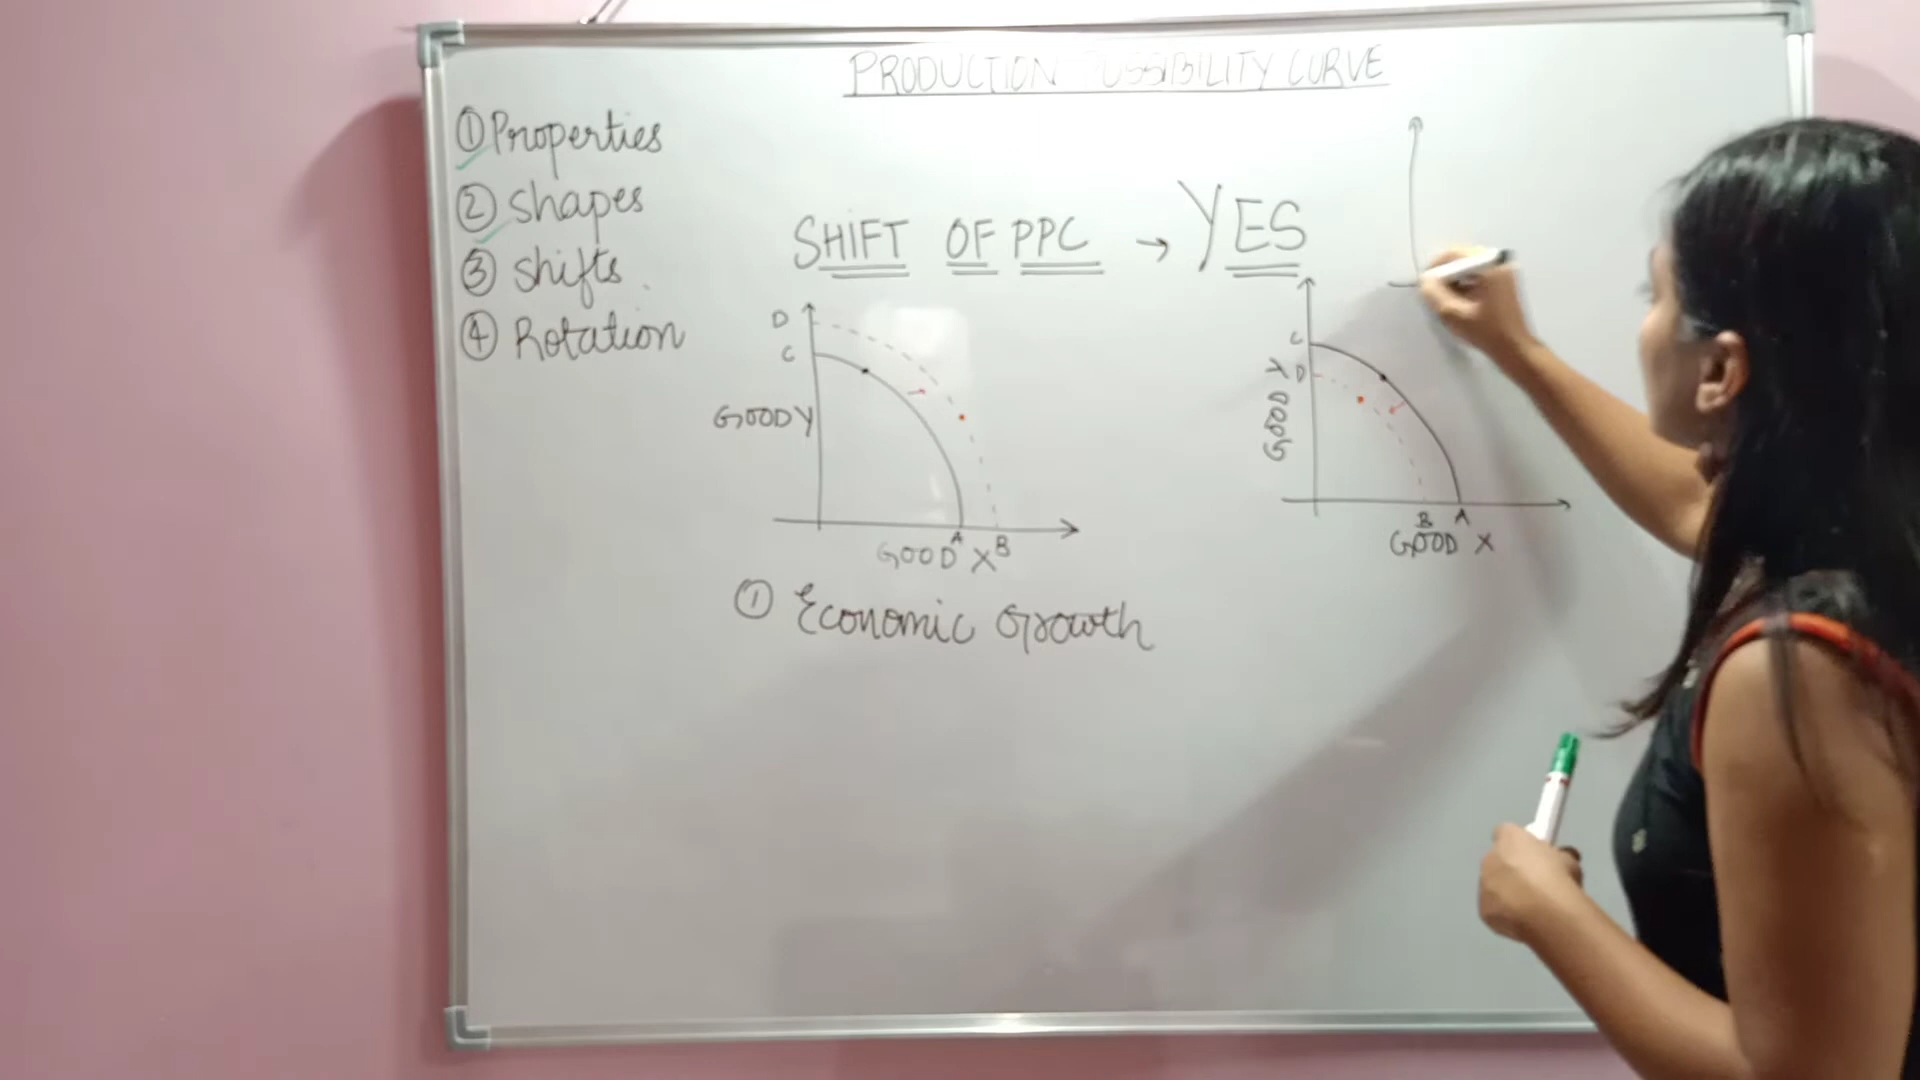 PRODUCTION POSSIBILITY CURVE
① Properties
② Shapes
③ Shifts
④ Rotation
SHIFT OF PPC → YES
D
C
GOOD Y
A
B
GOOD X
C
D
GOOD Y
B
A
GOOD X
① Economic Growth